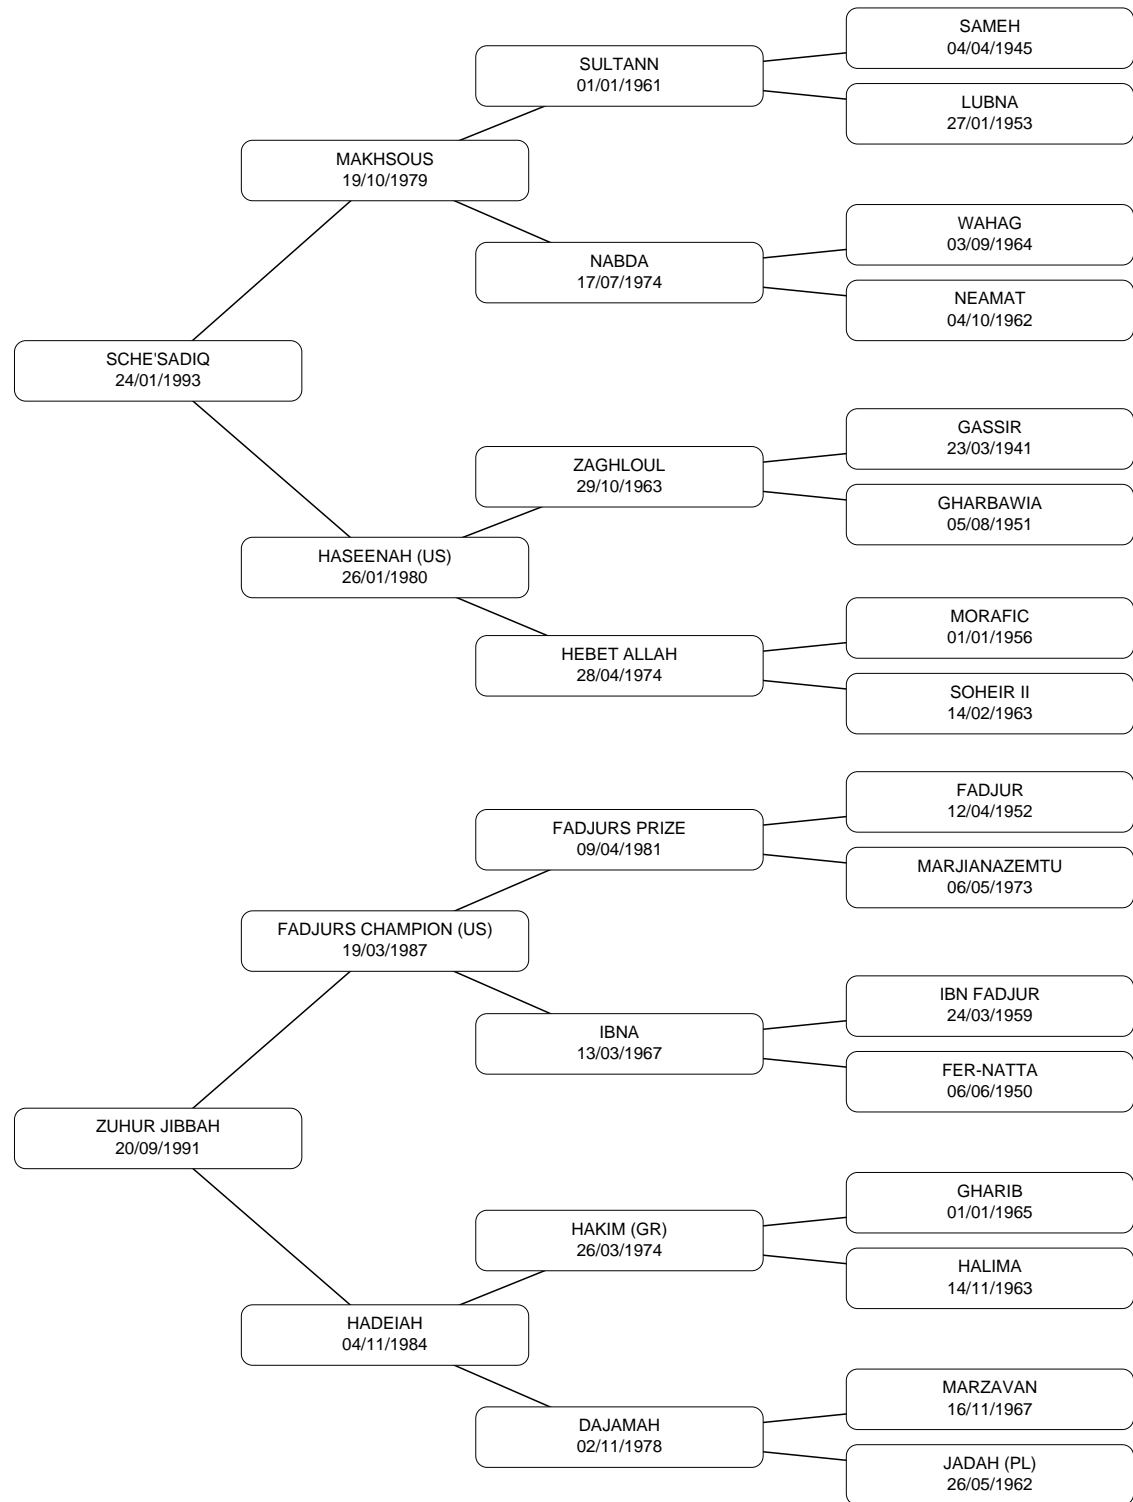 SAMEH
04/04/1945
SULTANN
01/01/1961
LUBNA
27/01/1953
MAKHSOUS
19/10/1979
WAHAG
03/09/1964
NABDA
17/07/1974
NEAMAT
04/10/1962
SCHE'SADIQ
24/01/1993
GASSIR
23/03/1941
ZAGHLOUL
29/10/1963
GHARBAWIA
05/08/1951
HASEENAH (US)
26/01/1980
MORAFIC
01/01/1956
HEBET ALLAH
28/04/1974
SOHEIR II
14/02/1963
FADJUR
12/04/1952
FADJURS PRIZE
09/04/1981
MARJIANAZEMTU
06/05/1973
FADJURS CHAMPION (US)
19/03/1987
IBN FADJUR
24/03/1959
IBNA
13/03/1967
FER-NATTA
06/06/1950
ZUHUR JIBBAH
20/09/1991
GHARIB
01/01/1965
HAKIM (GR)
26/03/1974
HALIMA
14/11/1963
HADEIAH
04/11/1984
MARZAVAN
16/11/1967
DAJAMAH
02/11/1978
JADAH (PL)
26/05/1962